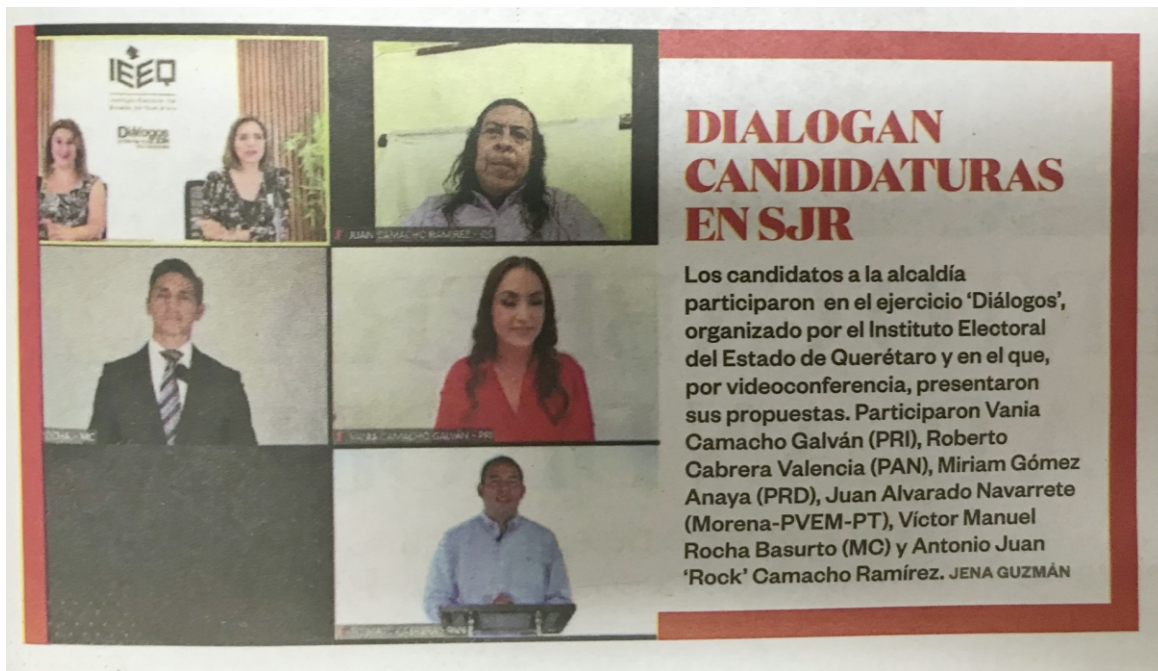 IEEQ
Diálogos
JUAN CAMACHO RAMIREZ - ES
- MC
CAMACHO GALVÁN - PRI
DIALOGAN
CANDIDATURAS
EN SJR
Los candidatos a la alcaldía
participaron en el ejercicio ‘Diálogos’,
organizado por el Instituto Electoral
del Estado de Querétaro y en el que,
por videoconferencia, presentaron
sus propuestas. Participaron Vania
Camacho Galván (PRI), Roberto
Cabrera Valencia (PAN), Miriam Gómez
Anaya (PRD), Juan Alvarado Navarrete
(Morena-PVEM-PT), Víctor Manuel
Rocha Basurto (MC) y Antonio Juan
‘Rock’ Camacho Ramírez. JENA GUZMÁN